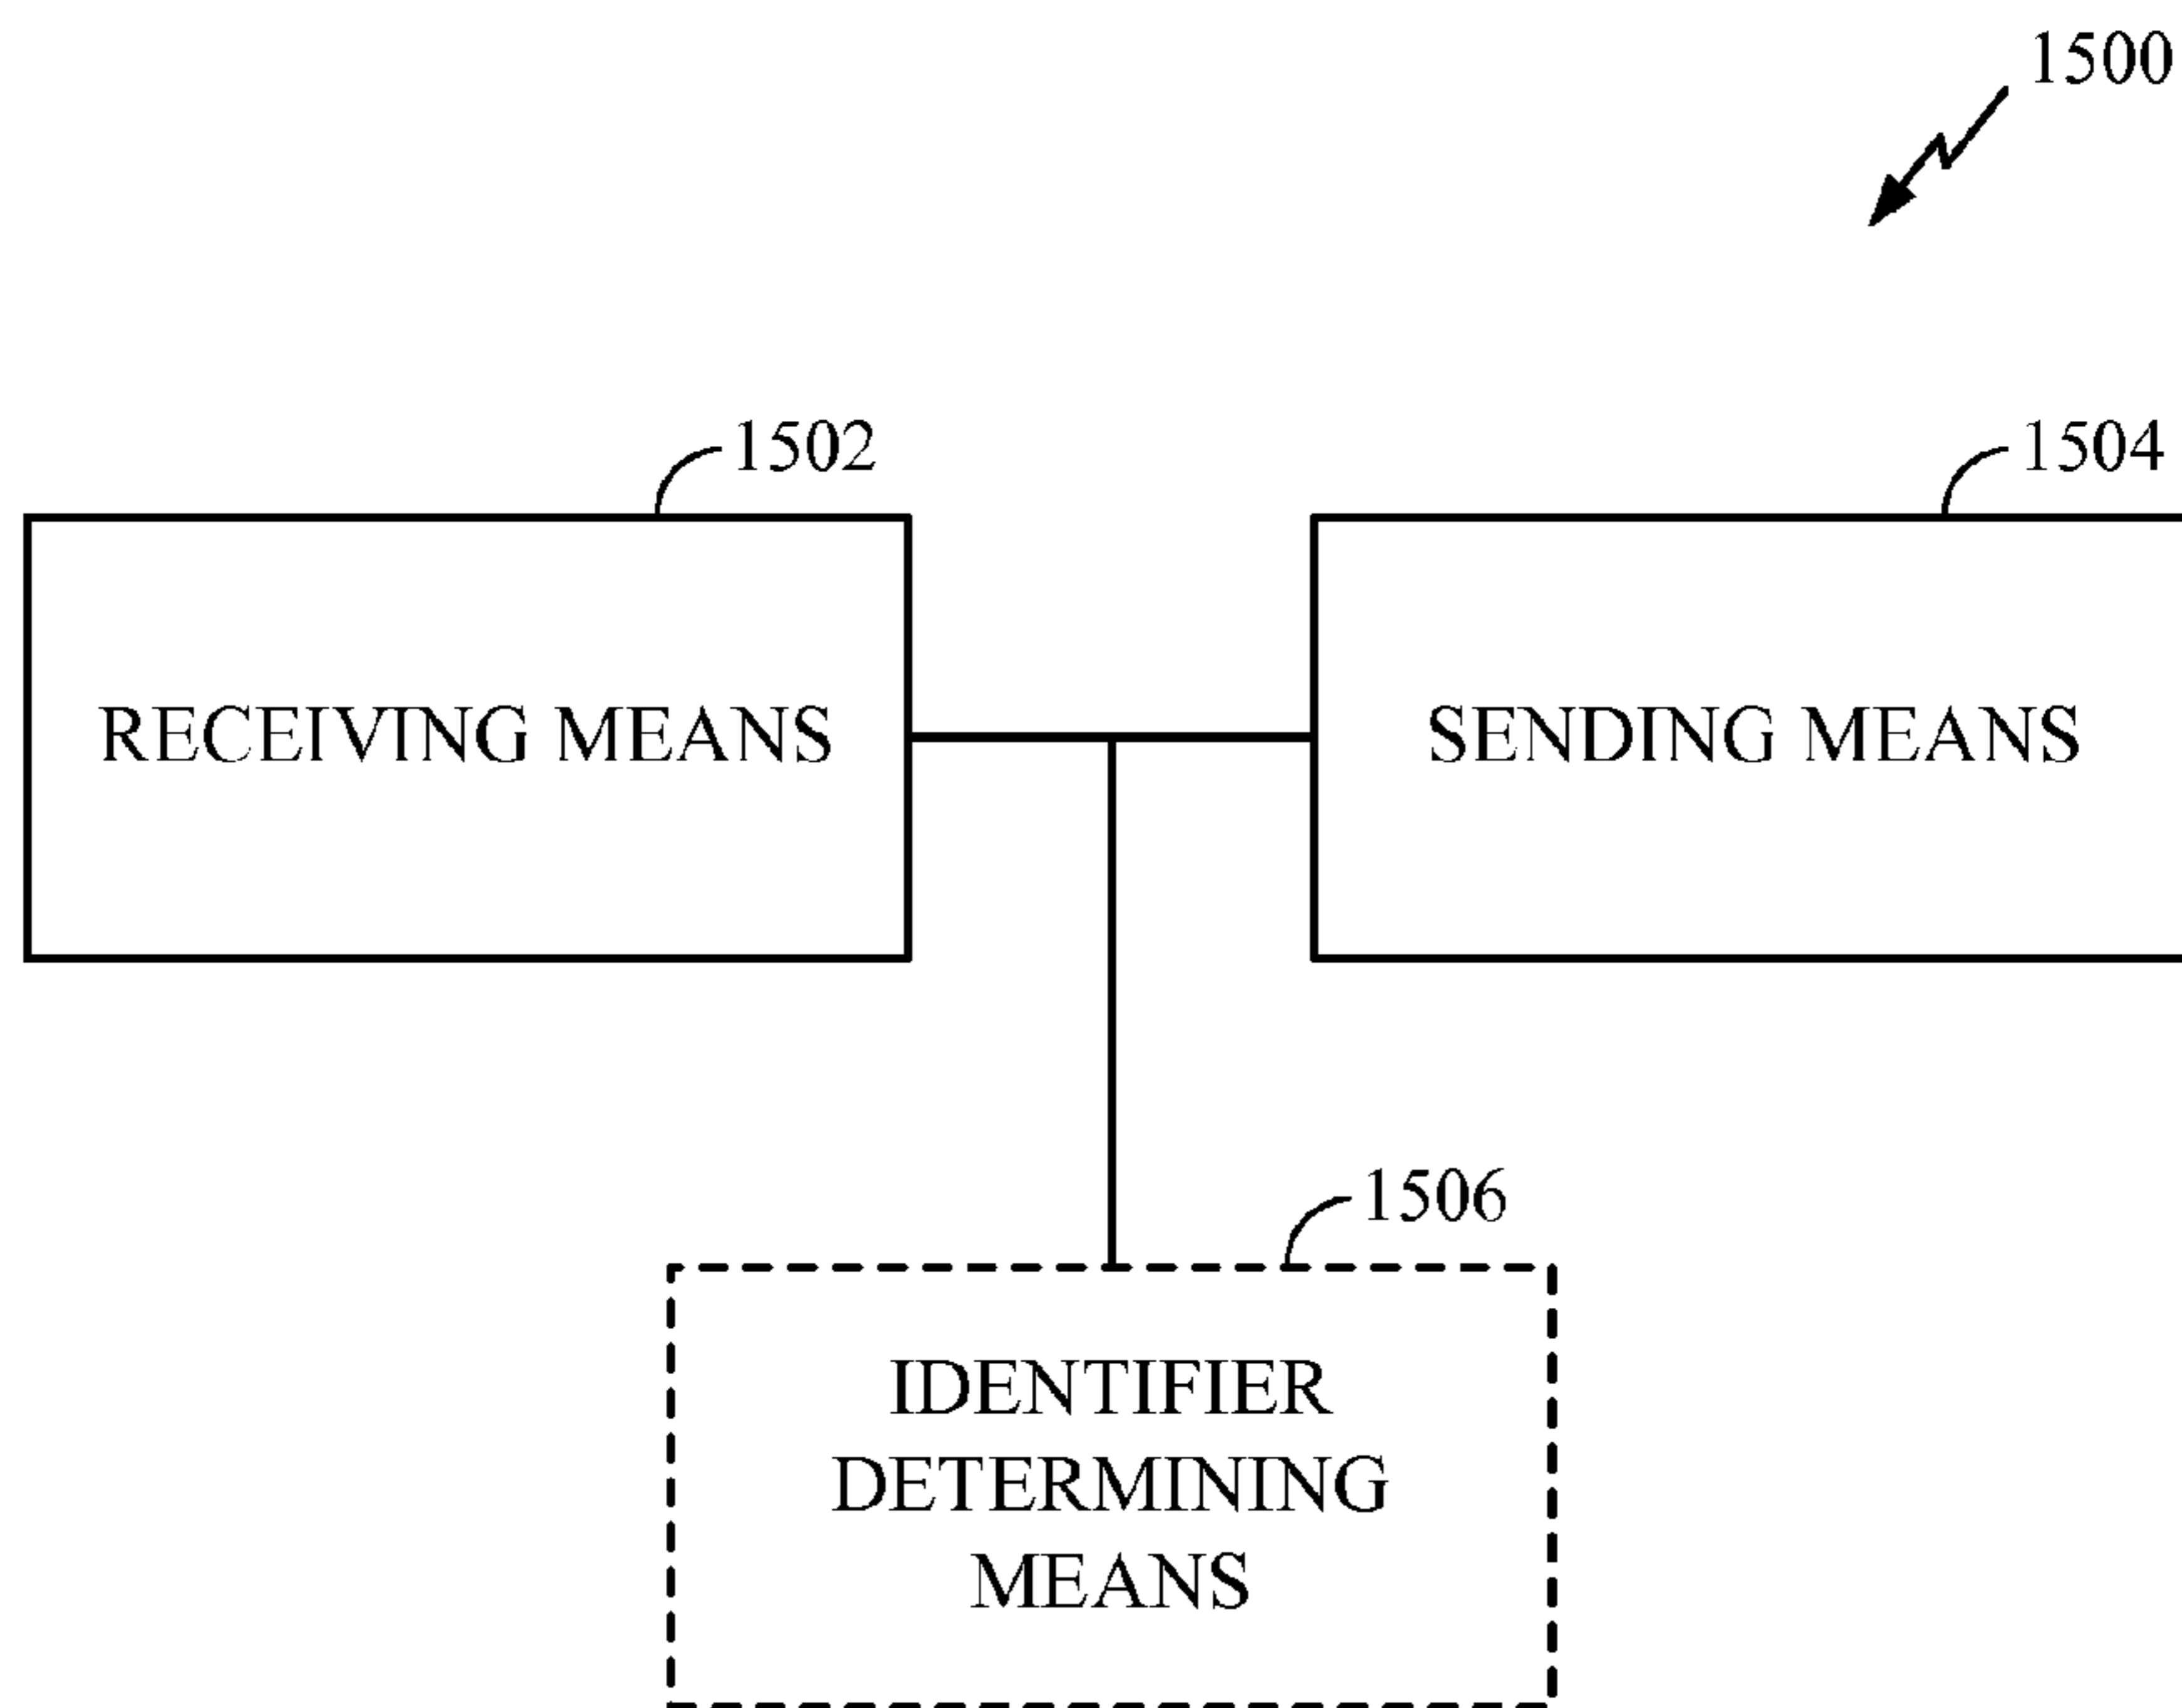 1500
1502
1504
RECEIVING MEANS
SENDING MEANS
1506
IDENTIFIER
DETERMINING
MEANS